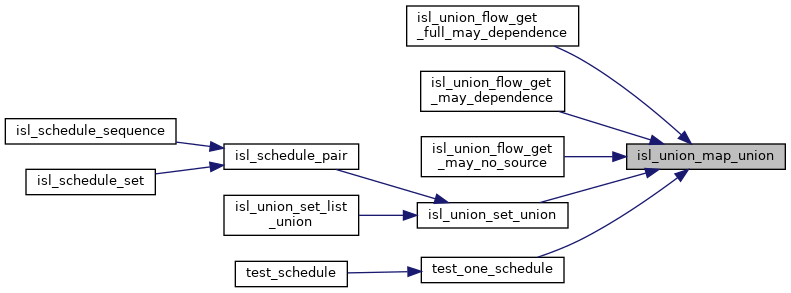 isl_union_flow_get
_full_may_dependence
isl_union_flow_get
_may_dependence
isl_schedule_sequence
isl_schedule_pair
isl_union_flow_get
_may_no_source
isl_union_map_union
isl_schedule_set
isl_union_set_list
_union
isl_union_set_union
test_schedule
test_one_schedule